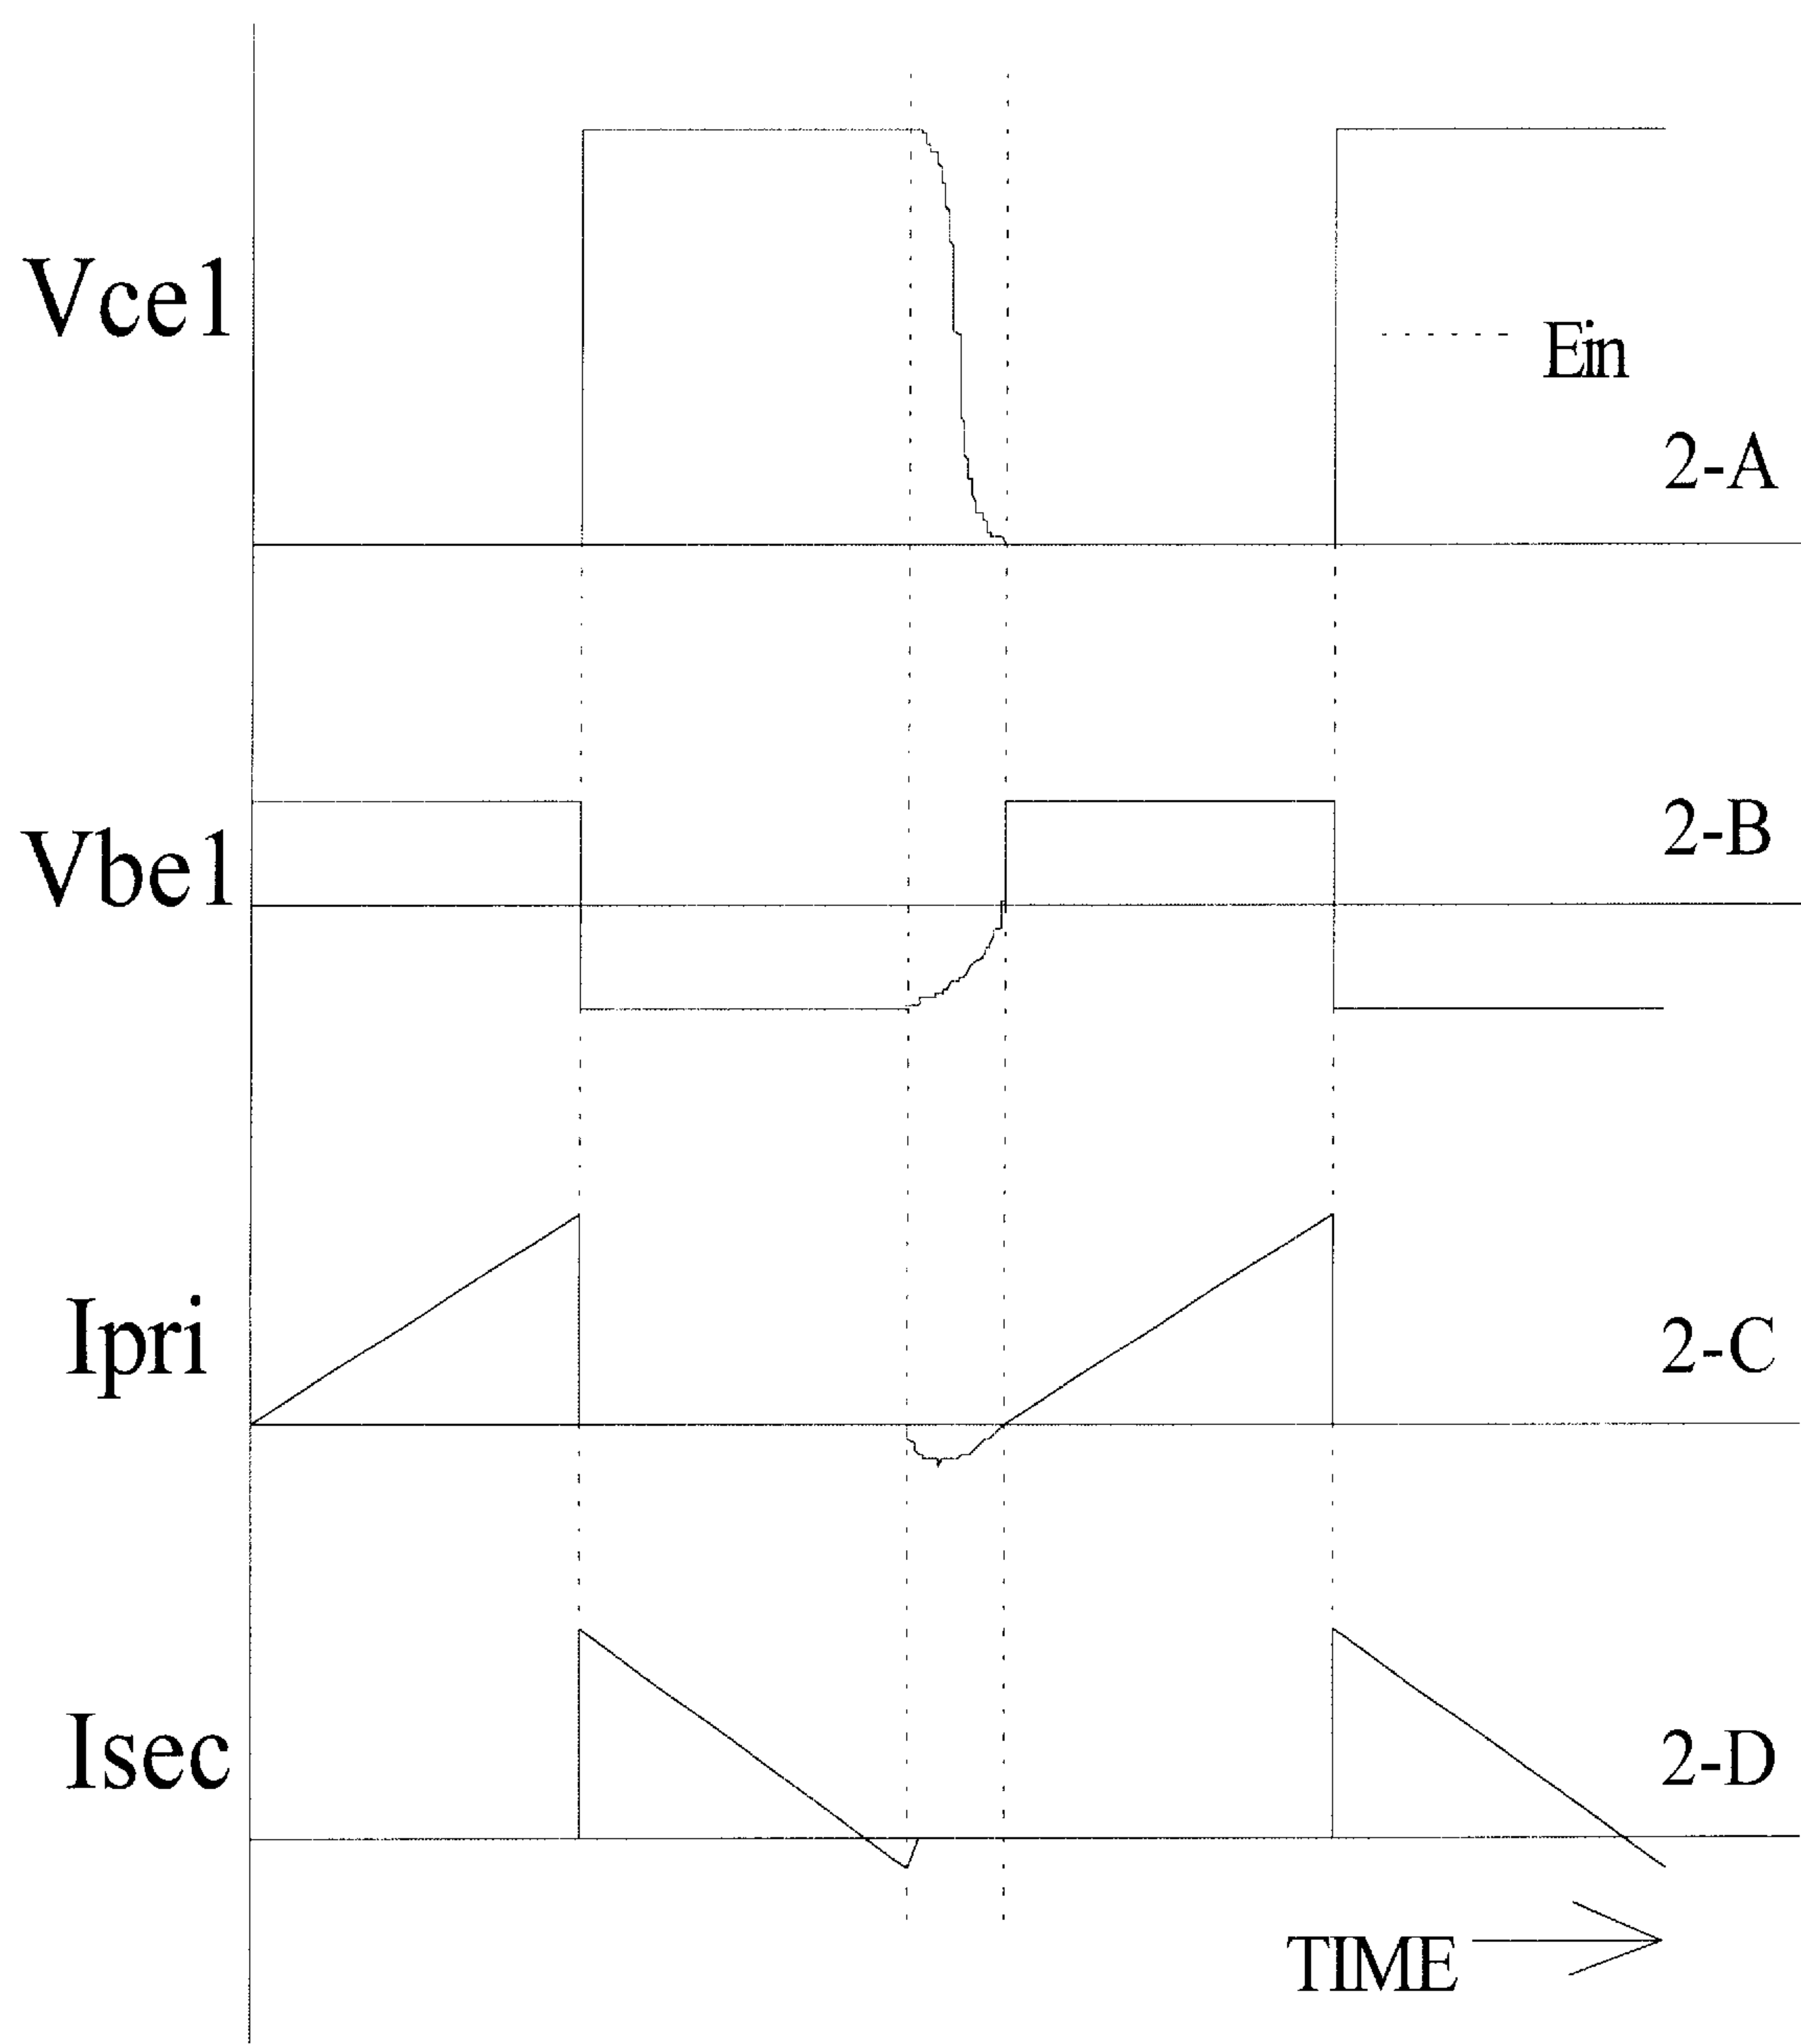 Vce1
Ein
2-A
Vbe1
2-B
Ipri
2-C
Isec
2-D
TIME